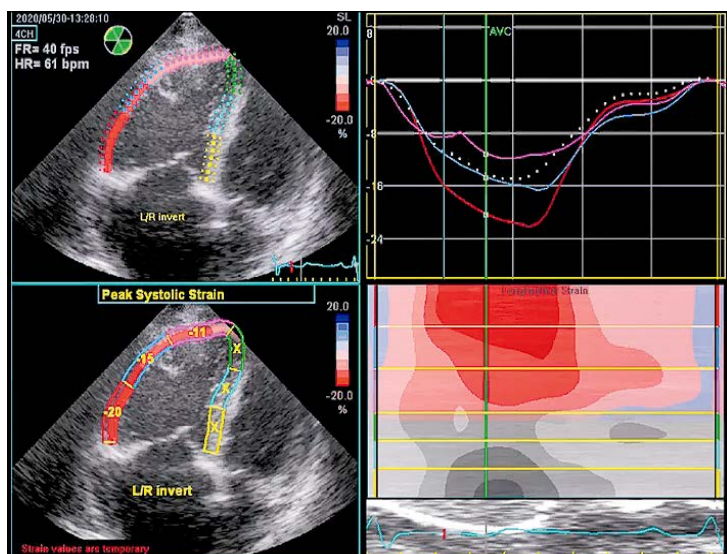 2020/05/30-13:28:10
4CH
FR= 40 fps
HR= 61 bpm
SL
20.0
-20.0
%
L/R invert
8
AVC
-8
-16
-24
Peak Systolic Strain
20.0
-20.0
%
-11
-15
-20
X
X
X
L/R invert
Strain values are temporary
Strain
1